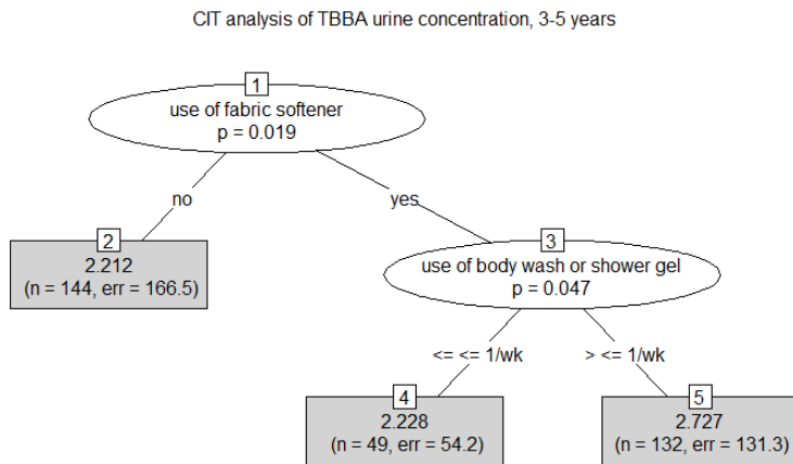 CIT analysis of TBBA urine concentration, 3-5 years
1
use of fabric softener
p = 0.019
no
yes
2
2.212
(n = 144, err = 166.5)
3
use of body wash or shower gel
p = 0.047
<= <= 1/wk
> <= 1/wk
4
2.228
(n = 49, err = 54.2)
5
2.727
(n = 132, err = 131.3)